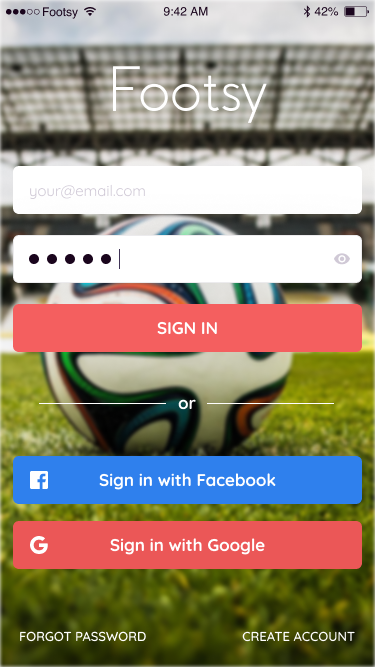 Footsy 9:42 AM 42%
Footsy
your@email.com
SIGN IN
or
Sign in with Facebook
Sign in with Google
FORGOT PASSWORD CREATE ACCOUNT